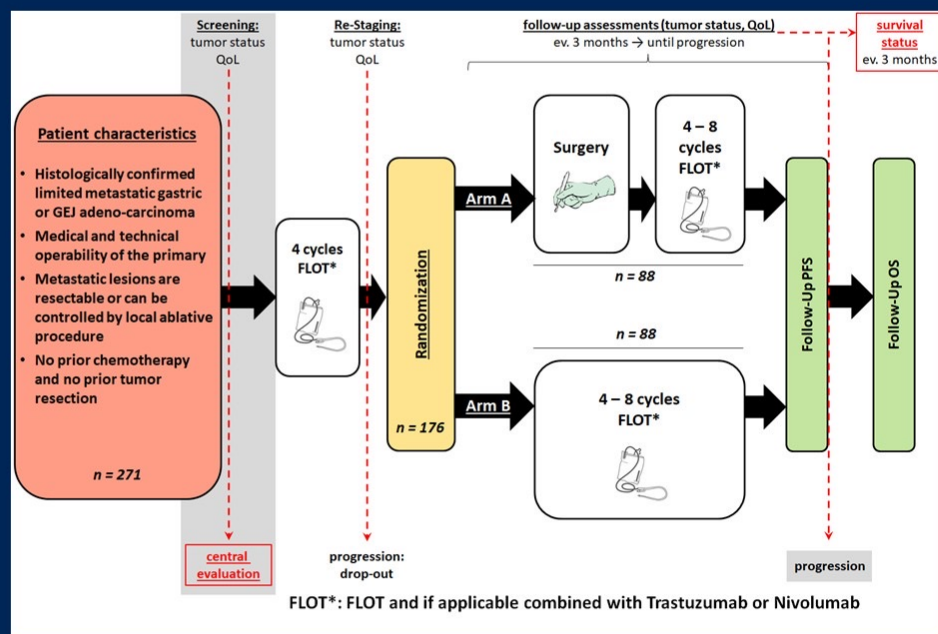 Screening:
tumor status
QoL
Re-Staging:
tumor status
QoL
follow-up assessments (tumor status, QoL)
ev. 3 months → until progression
survival
status
ev. 3 months
Patient characteristics
• Histologically confirmed
limited metastatic gastric
or GEJ adeno-carcinoma
• Medical and technical
operability of the primary
• Metastatic lesions are
resectable or can be
controlled by local ablative
procedure
• No prior chemotherapy
and no prior tumor
resection
n = 271
4 cycles
FLOT*
Randomization
n = 176
Arm A
Surgery
4 – 8
cycles
FLOT*
n = 88
n = 88
Arm B
4 – 8 cycles
FLOT*
Follow-Up PFS
Follow-Up OS
central
evaluation
progression:
drop-out
progression
FLOT*: FLOT and if applicable combined with Trastuzumab or Nivolumab